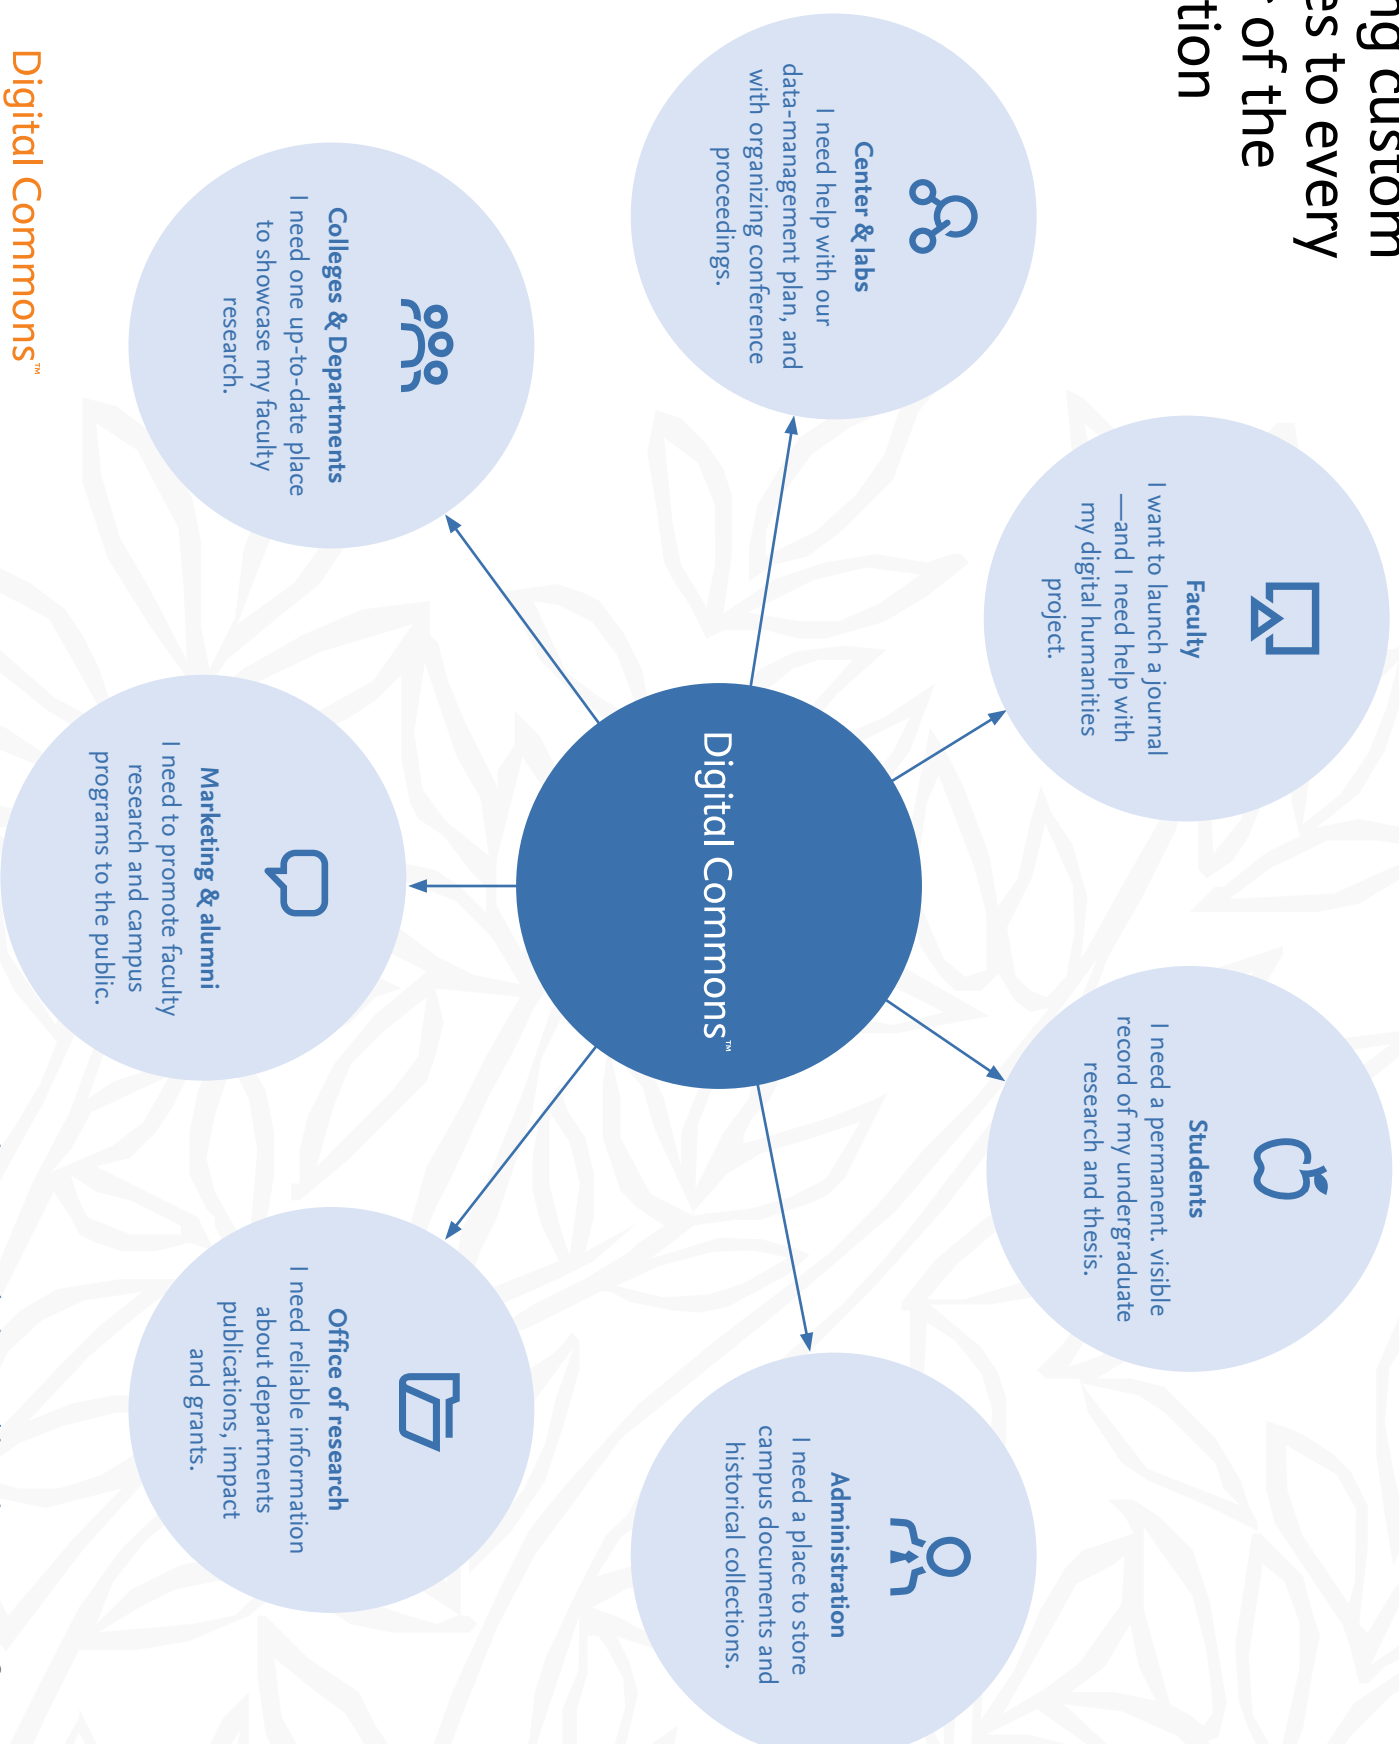 ng custom
es to every
of the
tion
Center & labs
I need help with our
data-management plan, and
with organizing conference
proceedings.
Faculty
I want to launch a journal
—and I need help with
my digital humanities
project.
Students
I need a permanent. visible
record of my undergraduate
research and thesis.
Administration
I need a place to store
campus documents and
historical collections.
Digital Commons™
Colleges & Departments
I need one up-to-date place
to showcase my faculty
research.
Marketing & alumni
I need to promote faculty
research and campus
programs to the public.
Office of research
I need reliable information
about departments
publications, impact
and grants.
Digital Commons™